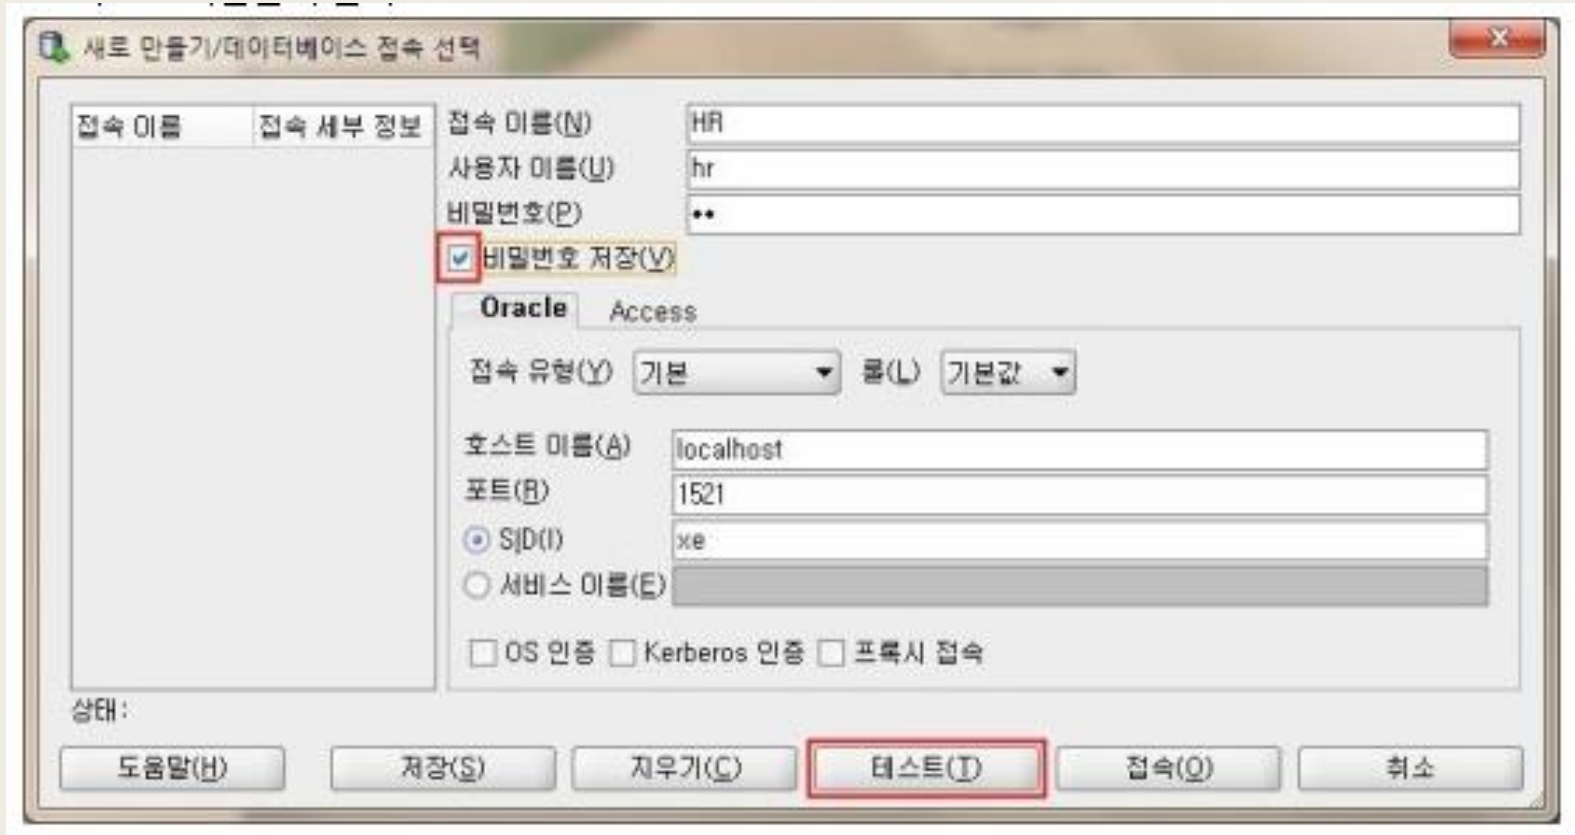 새로 만들기/데이터베이스 접속 선택
접속 이름 접속 세부 정보
접속 이름(N) HR
사용자 이름(U) hr
비밀번호(P) ••
비밀번호 저장(V)
Oracle Access
접속 유형(Y) 기본 롤(L) 기본값
호스트 이름(A) localhost
포트(R) 1521
SID(I) xe
서비스 이름(E)
OS 인증 Kerberos 인증 프록시 접속
상태:
도움말(H) 저장(S) 지우기(C) 테스트(T) 접속(O) 취소